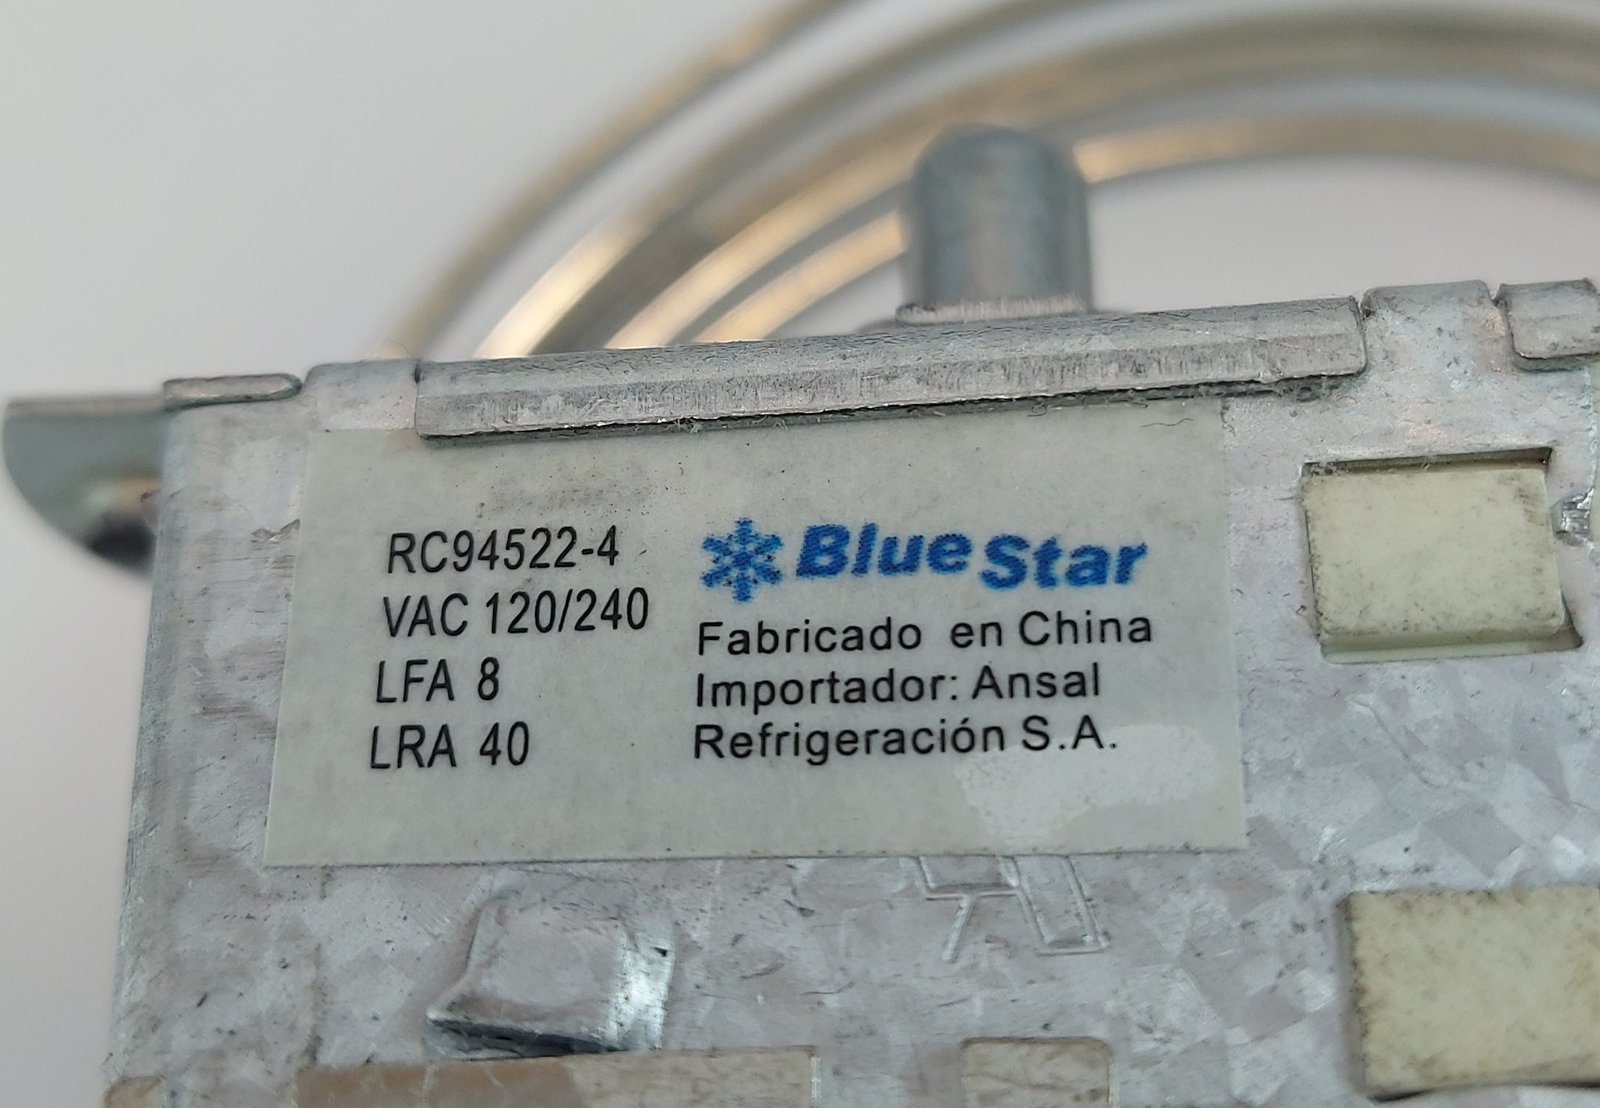 RC94522-4
VAC 120/240
LFA 8
LRA 40
Blue Star
Fabricado en China
Importador: Ansal
Refrigeración S.A.